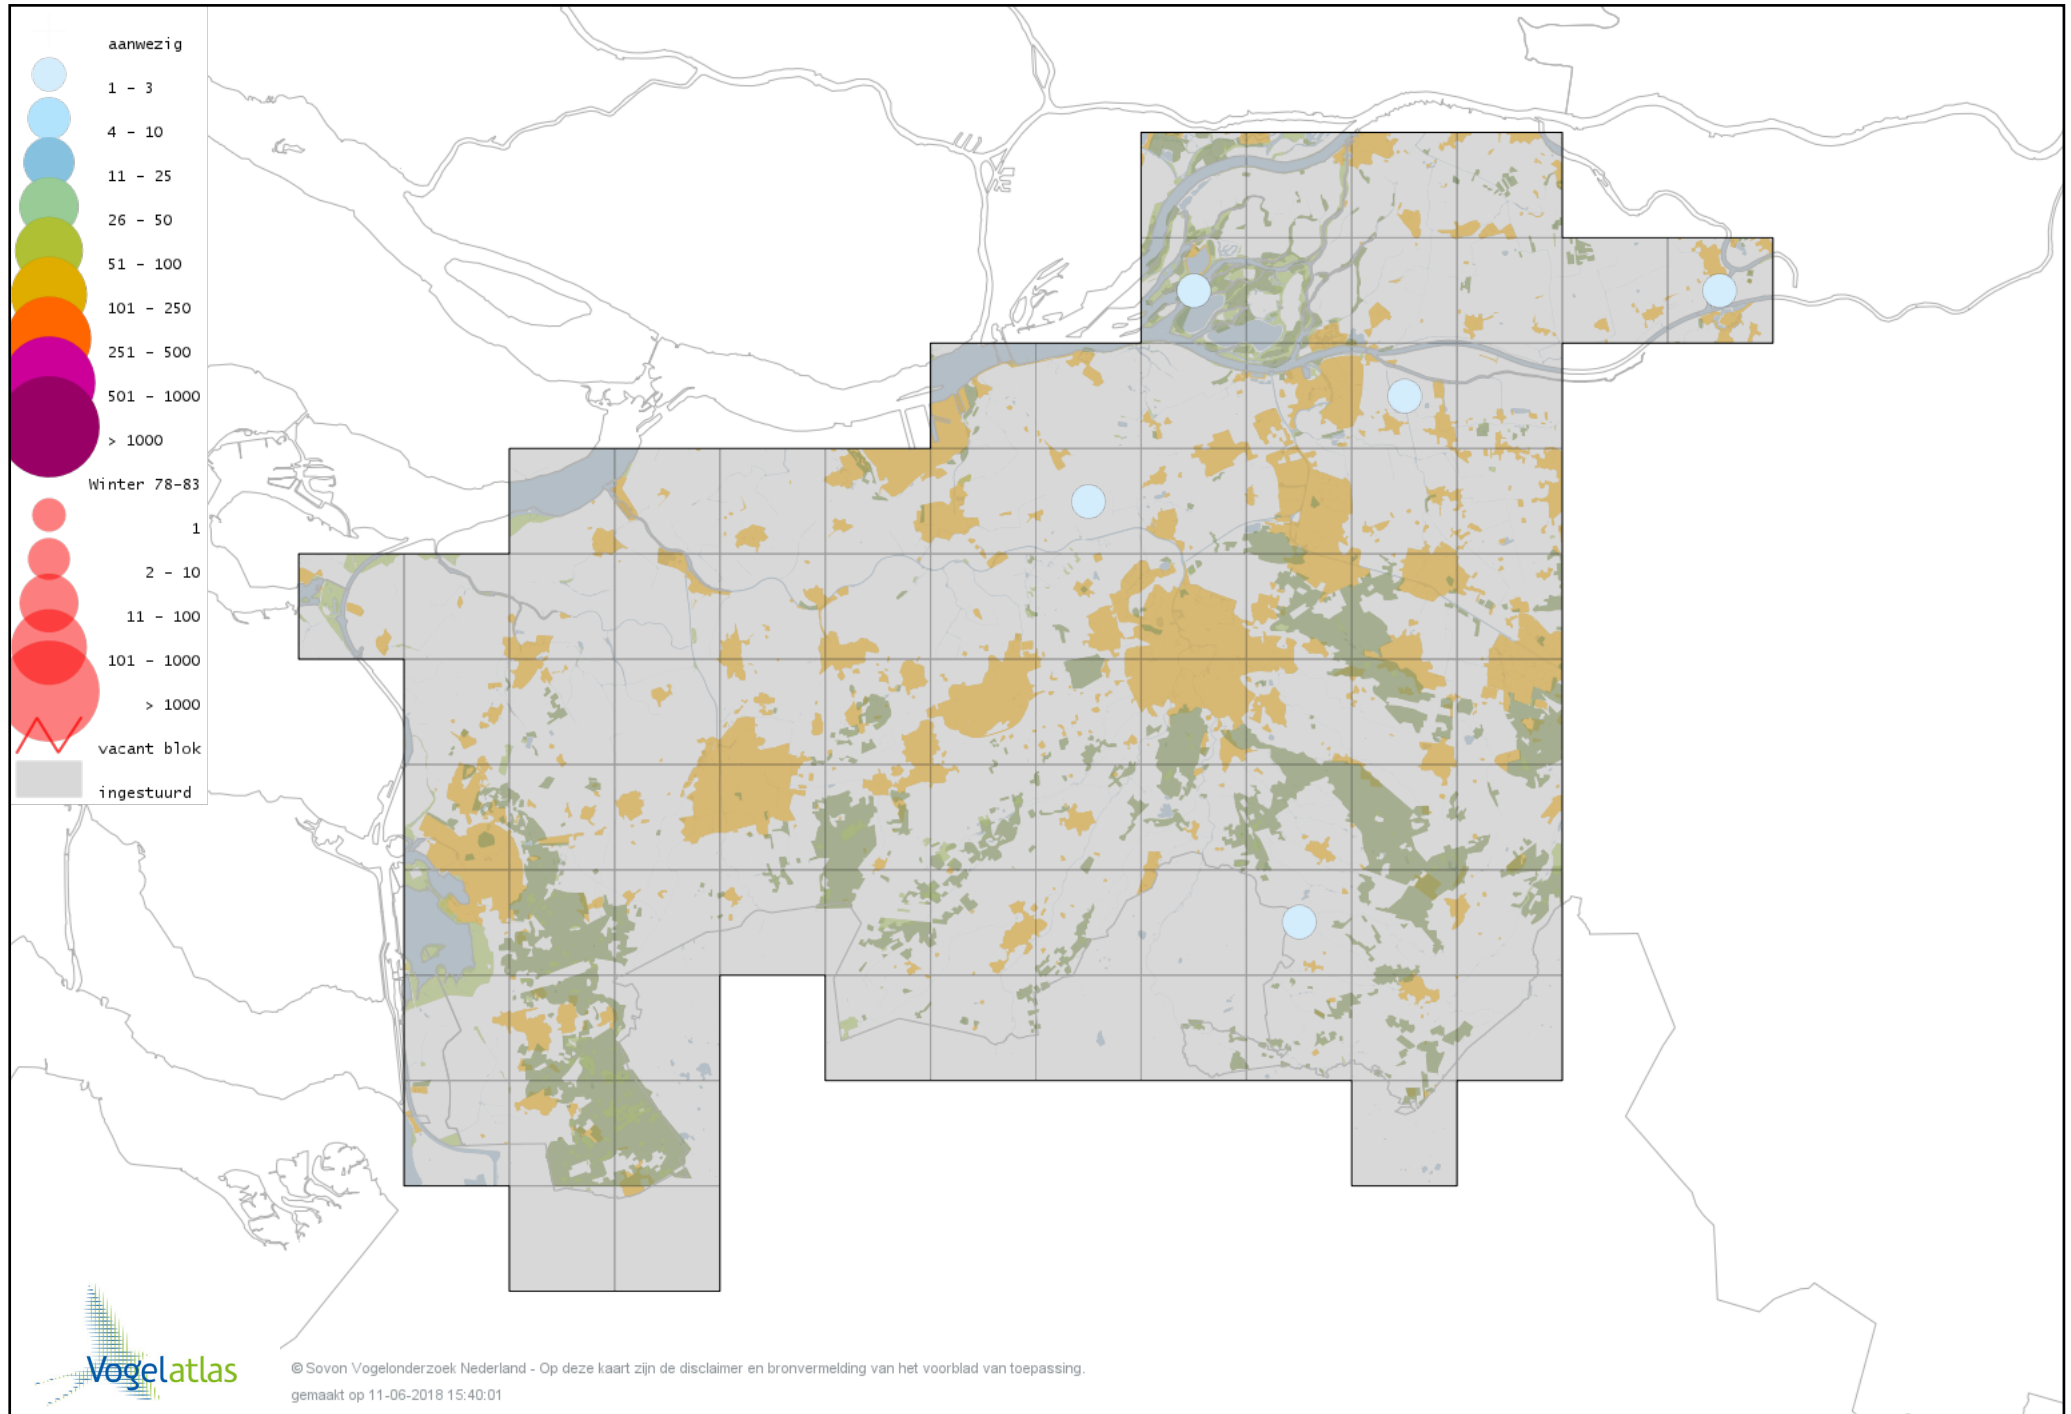 aanwezig
1 - 3
4 - 10
11 - 25
26 - 50
51 - 100
101 - 250
251 - 500
501 - 1000
> 1000
Winter 78-83
1
2 - 10
11 - 100
101 - 1000
> 1000
vacant blok
ingestuurd
Vogelatlas
© Sovon Vogelonderzoek Nederland - Op deze kaart zijn de disclaimer en bronvermelding van het voorblad van toepassing.
gemaakt op 11-06-2018 15:40:01